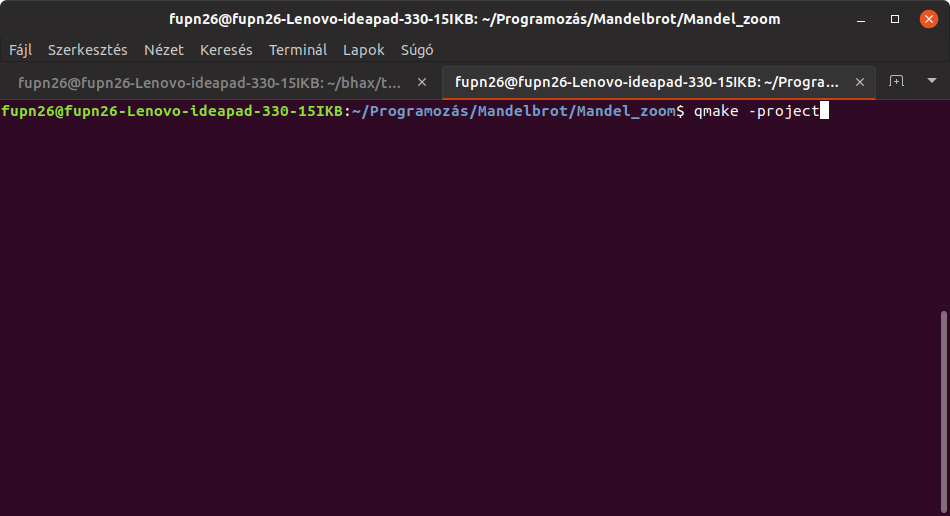 fupn26@fupn26-Lenovo-ideapad-330-15IKB: ~/Programozás/Mandelbrot/Mandel_zoom
Fájl Szerkesztés Nézet Keresés Terminál Lapok Súgó
fupn26@fupn26-Lenovo-ideapad-330-15IKB: ~/bhax/t... fupn26@fupn26-Lenovo-ideapad-330-15IKB: ~/Progra...
fupn26@fupn26-Lenovo-ideapad-330-15IKB:~/Programozás/Mandelbrot/Mandel_zoom$ qmake -project